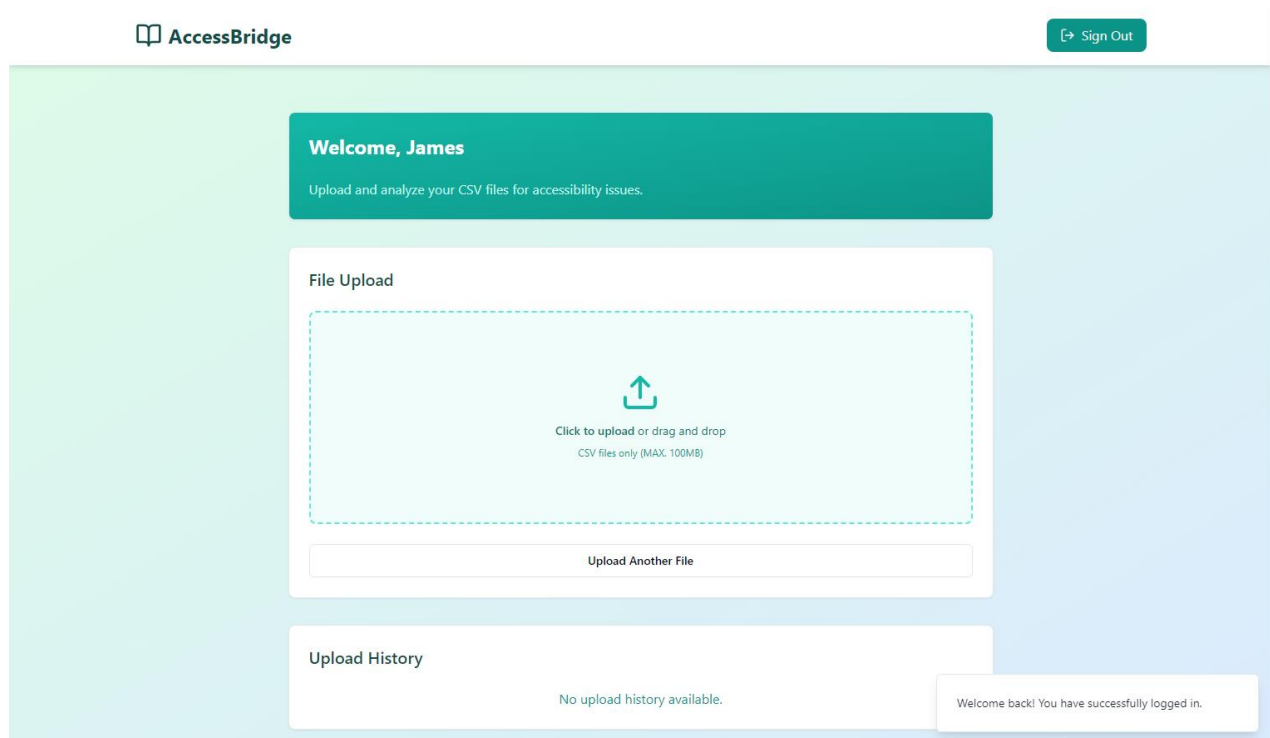 AccessBridge
Sign Out
Welcome, James
Upload and analyze your CSV files for accessibility issues.
File Upload
Click to upload or drag and drop
CSV files only (MAX. 100MB)
Upload Another File
Upload History
No upload history available.
Welcome back! You have successfully logged in.